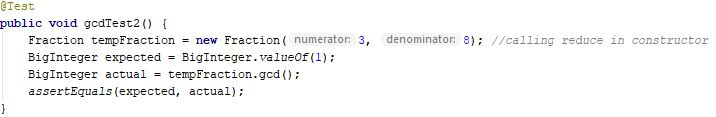 @Test
public void gcdTest2() {
    Fraction tempFraction = new Fraction( numerator: 3, denominator: 8); //calling reduce in constructor
    BigInteger expected = BigInteger.valueOf(1);
    BigInteger actual = tempFraction.gcd();
    assertEquals(expected, actual);
}